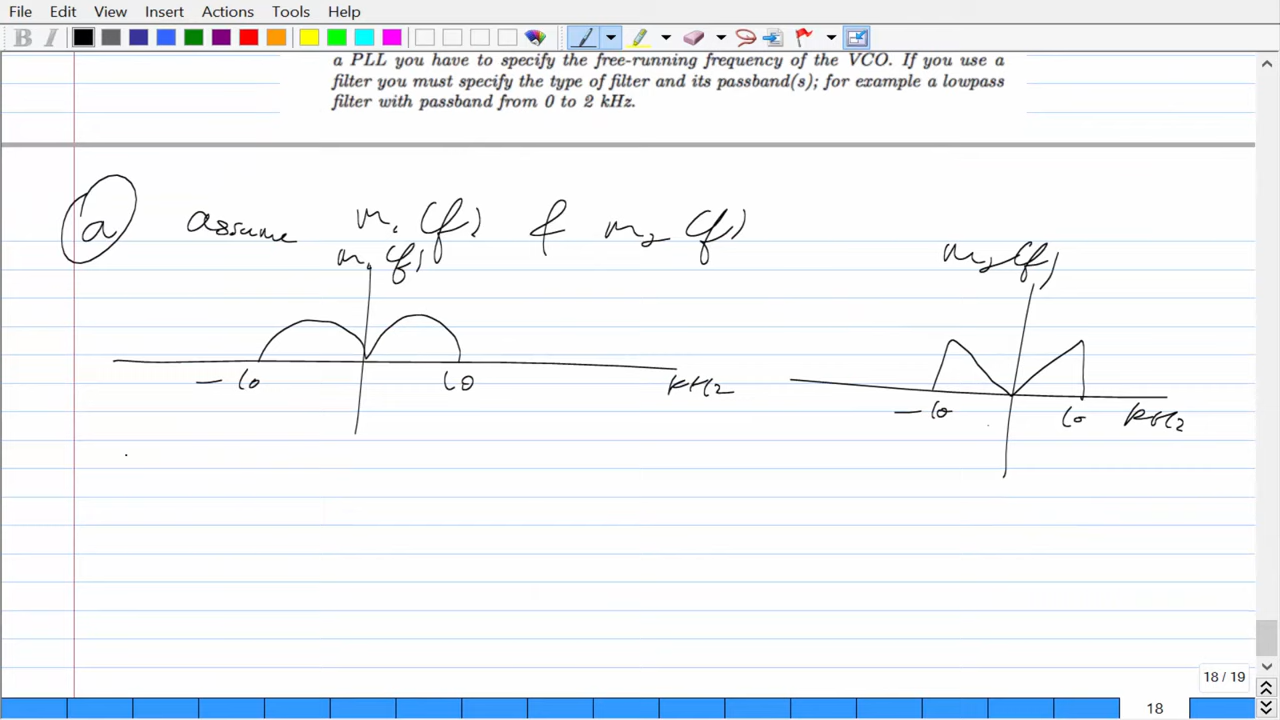 File Edit View Insert Actions Tools Help
B I
a PLL you have to specify the free-running frequency of the VCO. If you use a
filter you must specify the type of filter and its passband(s); for example a lowpass
filter with passband from 0 to 2 kHz.
a assume m1(f) & m2(f)
m1(f) m2(f)
-10 10 kHz -10 10 kHz
18 / 19
18